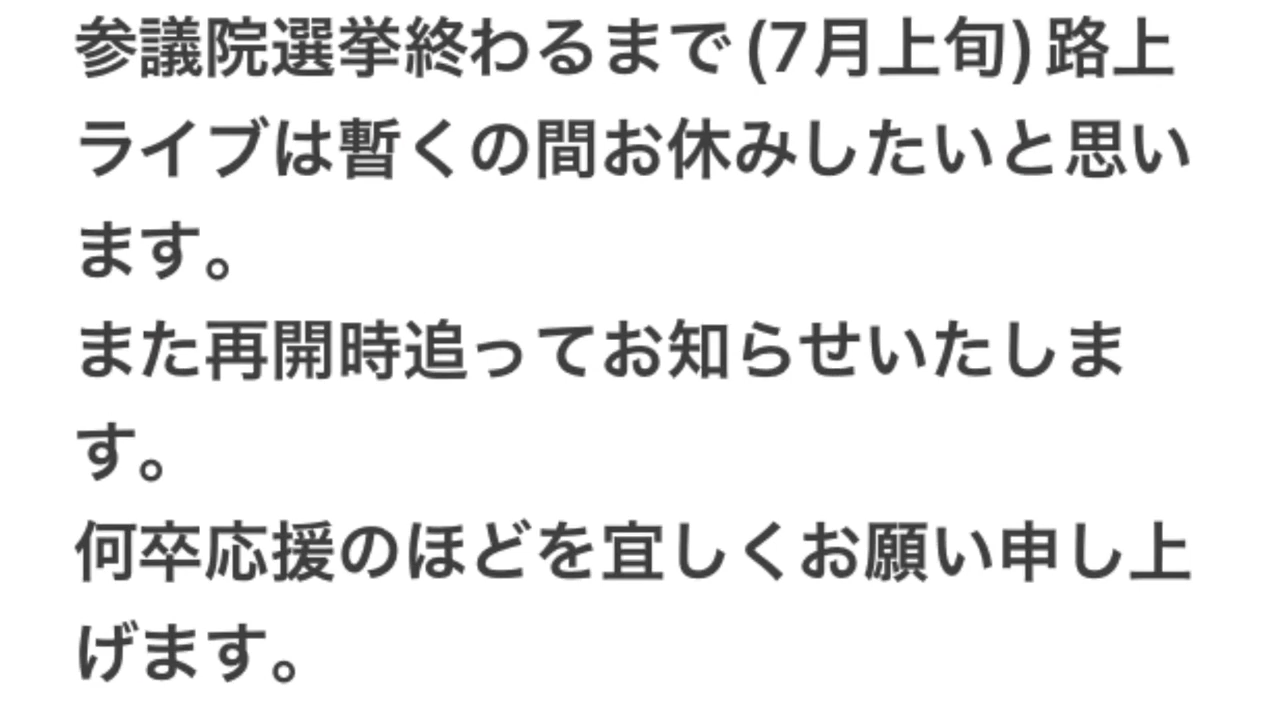 参議院選挙終わるまで(7月上旬)路上
ライブは暫くの間お休みしたいと思い
ます。
また再開時追ってお知らせいたしま
す。
何卒応援のほどを宜しくお願い申し上
げます。